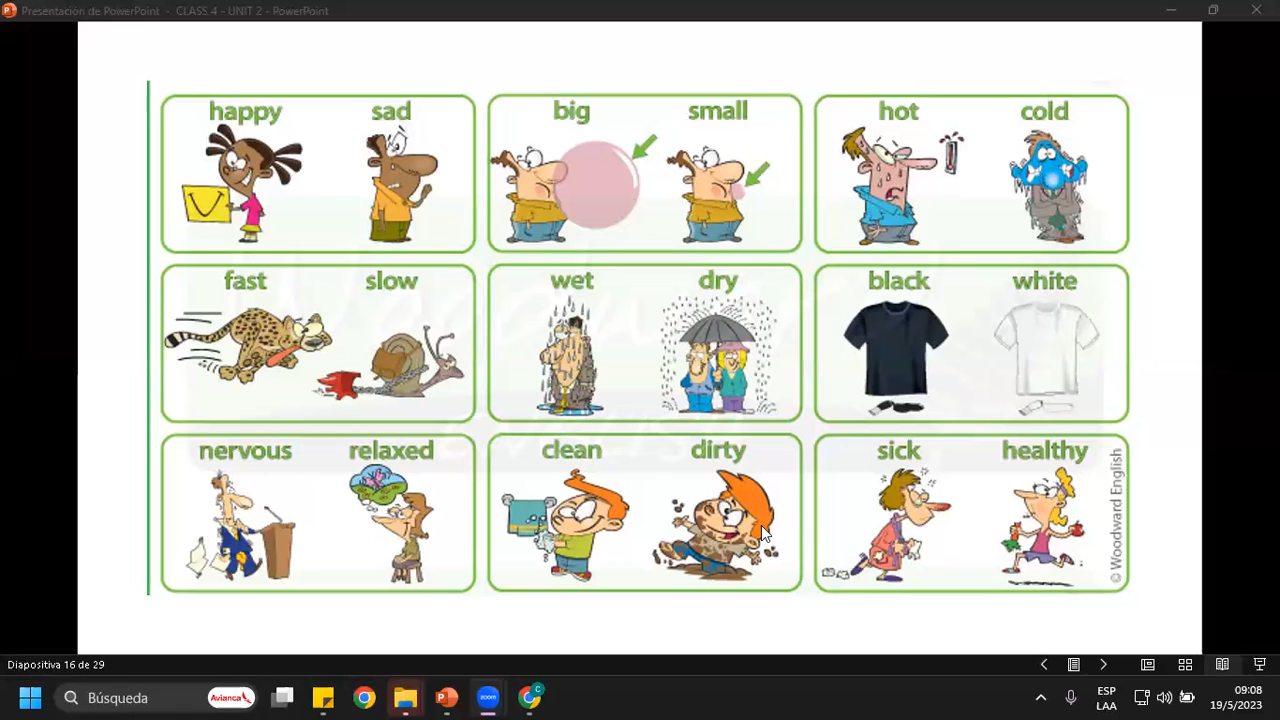 Presentación de PowerPoint - CLASS 4 - UNIT 2 - PowerPoint
happy sad
big small
hot cold
fast slow
wet dry
black white
nervous relaxed
clean dirty
sick healthy
© Woodward English
Diapositiva 16 de 29
Búsqueda
Avianca
zoom
C
ESP
LAA
09:08
19/5/2023